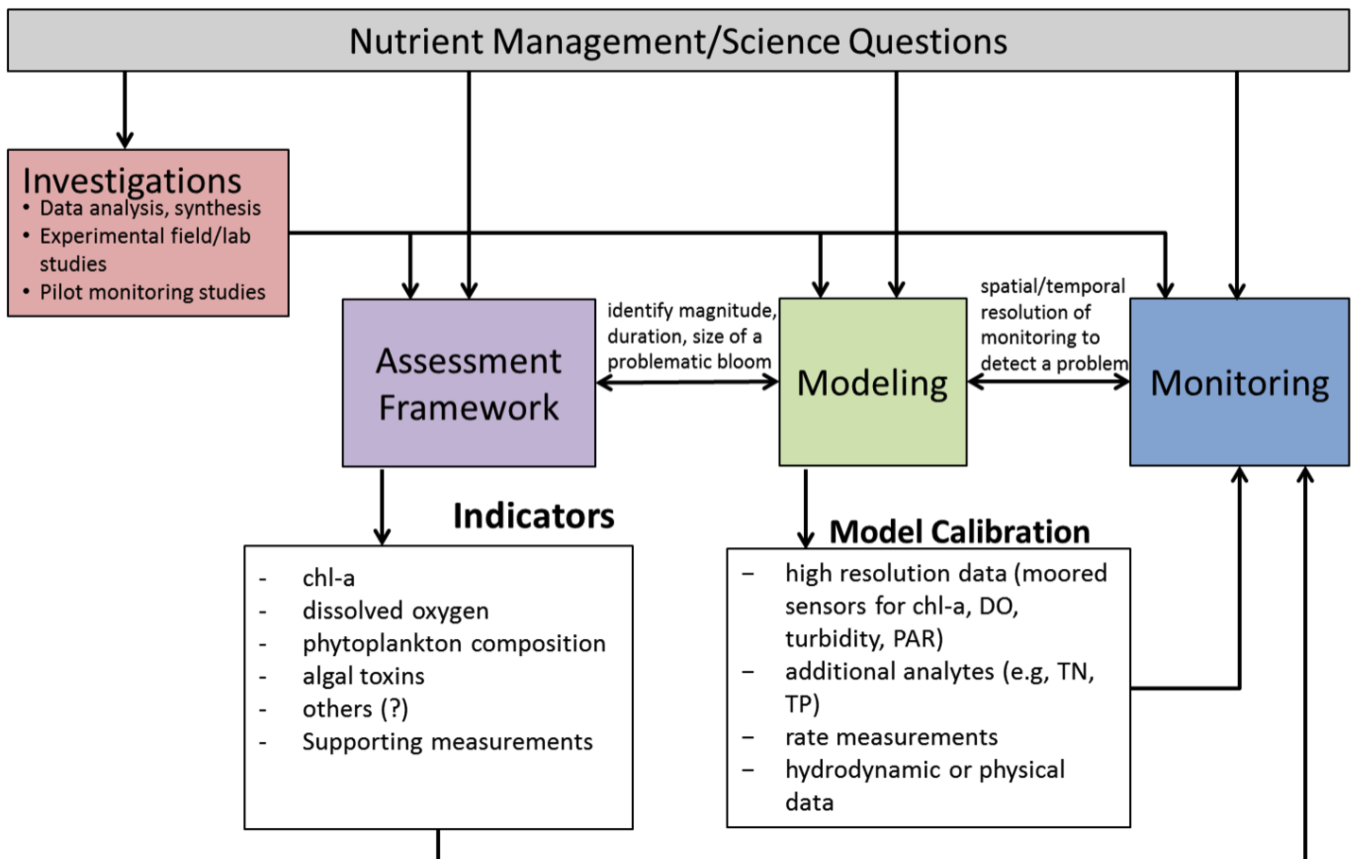 Nutrient Management/Science Questions
Investigations
• Data analysis, synthesis
• Experimental field/lab
studies
• Pilot monitoring studies
Assessment
Framework
identify magnitude,
duration, size of a
problematic bloom
Modeling
spatial/temporal
resolution of
monitoring to
detect a problem
Monitoring
Indicators
- chl-a
- dissolved oxygen
- phytoplankton composition
- algal toxins
- others (?)
- Supporting measurements
Model Calibration
– high resolution data (moored
sensors for chl-a, DO,
turbidity, PAR)
– additional analytes (e.g, TN,
TP)
– rate measurements
– hydrodynamic or physical
data